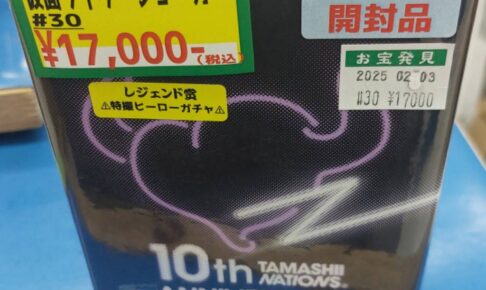 #30
¥17,000-(税込)
開封品
お宝発見
2025 02 03
#30 ¥17000
レジェンド賞
⚠特撮ヒーローガチャ⚠
10th TAMASHII
NATIONS